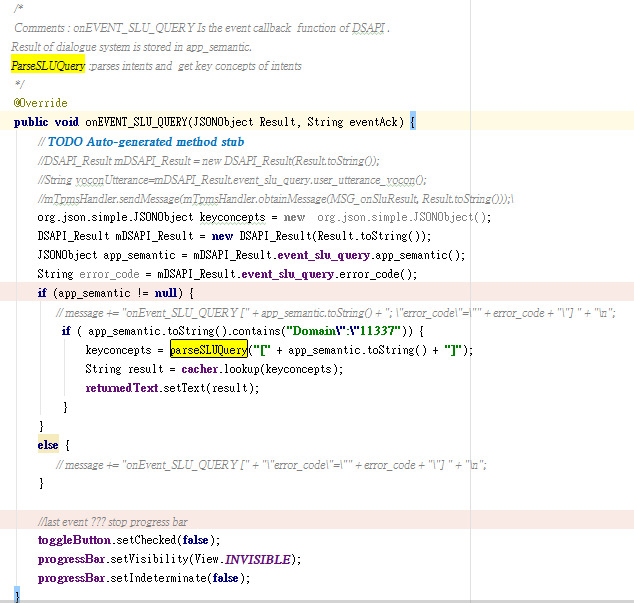 /*
Comments : onEVENT_SLU_QUERY Is the event callback function of DSAPI .
Result of dialogue system is stored in app_semantic.
ParseSLUQuery :parses intents and get key concepts of intents
*/
@Override
public void onEVENT_SLU_QUERY(JSONObject Result, String eventAck) {
// TODO Auto-generated method stub
//DSAPI_Result mDSAPI_Result = new DSAPI_Result(Result.toString());
//String voconUtterance=mDSAPI_Result.event_slu_query.user_utterance_vocon();
//mTpmsHandler.sendMessage(mTpmsHandler.obtainMessage(MSG_onSluResult, Result.toString()));\
org.json.simple.JSONObject keyconcepts = new org.json.simple.JSONObject();
DSAPI_Result mDSAPI_Result = new DSAPI_Result(Result.toString());
JSONObject app_semantic = mDSAPI_Result.event_slu_query.app_semantic();
String error_code = mDSAPI_Result.event_slu_query.error_code();
if (app_semantic != null) {
// message += "onEvent_SLU_QUERY [" + app_semantic.toString() + "; \"error_code\"=\"" + error_code + "\"] " + "\n";
if ( app_semantic.toString().contains("Domain\":\"11337")) {
keyconcepts = parseSLUQuery("[" + app_semantic.toString() + "]");
String result = cacher.lookup(keyconcepts);
returnedText.setText(result);
}
}
else {
// message += "onEvent_SLU_QUERY [" + "\"error_code\"=\"" + error_code + "\"] " + "\n";
}
//last event ??? stop progress bar
toggleButton.setChecked(false);
progressBar.setVisibility(View.INVISIBLE);
progressBar.setIndeterminate(false);
}